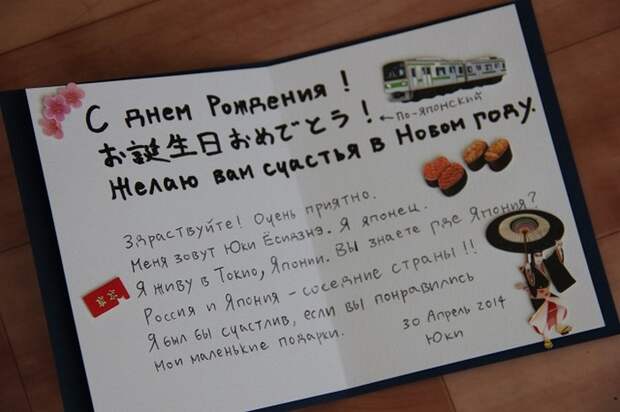 С днем Рождения!
お誕生日おめでとう! ← по-японский
Желаю вам счастья в Новом году.
Здраствуйте! Очень приятно.
Меня зовут Юки Ёсидзнэ. Я японец.
Я живу в Токио, Японии. Вы знаете где Япония?
Россия и Япония - соседние страны!!
Я был бы счастлив, если вы понравились
мои маленькие подарки.
30 Апрель 2014
Юки